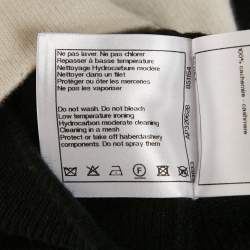 Ne pas laver. Ne pas chlorer
Repasser à basse température
Nettoyage Hydrocarbure modère
Nettoyer dans un filet
Protéger ou ôter les merceries
Ne pas les vaporiser
Do not wash. Do not bleach
Low temperature ironing
Hydrocarbon moderate cleaning
Cleaning in a mesh
Protect or take off haberdashery
components. Do not spray them
100% cachemire - cashmere